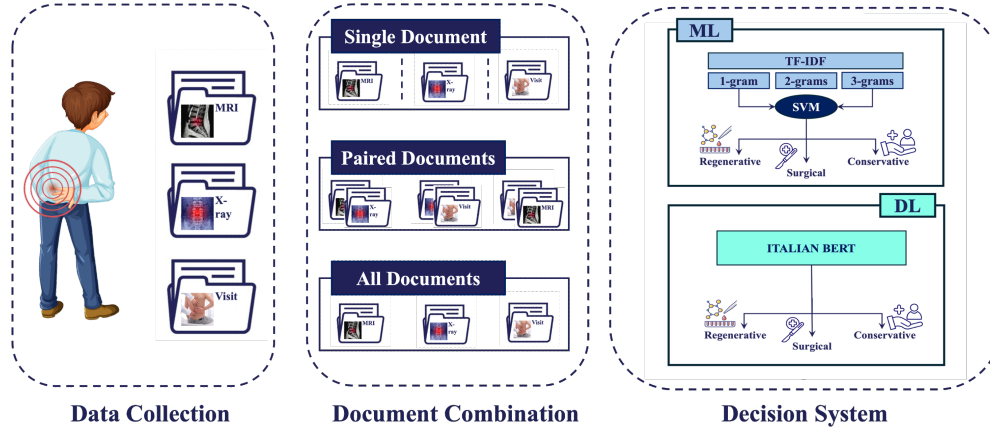 MRI
X-
ray
Visit
Data Collection
Single Document
MRI
X-
ray
Visit
Paired Documents
X-
ray
Visit
MRI
All Documents
MRI
X-
ray
Visit
Document Combination
ML
TF-IDF
1-gram 2-grams 3-grams
SVM
Regenerative
Surgical
Conservative
DL
ITALIAN BERT
Regenerative
Surgical
Conservative
Decision System